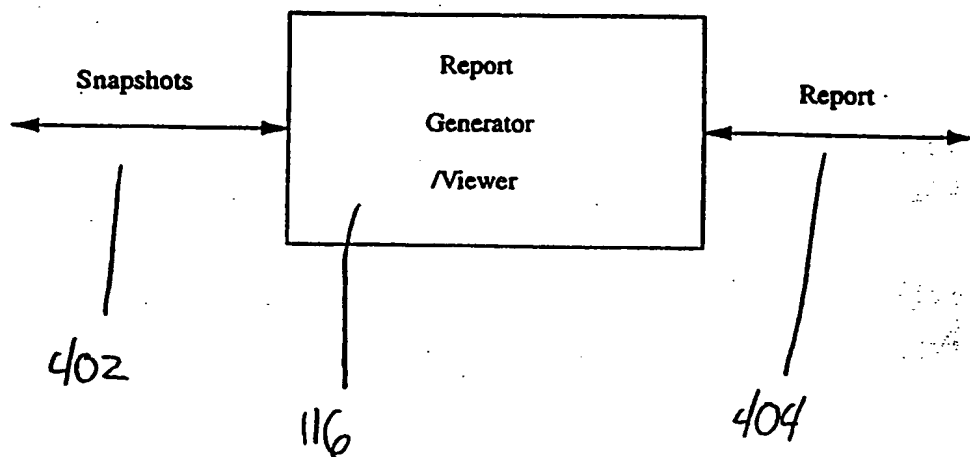 Snapshots
Report
Generator
/Viewer
Report
402
116
404